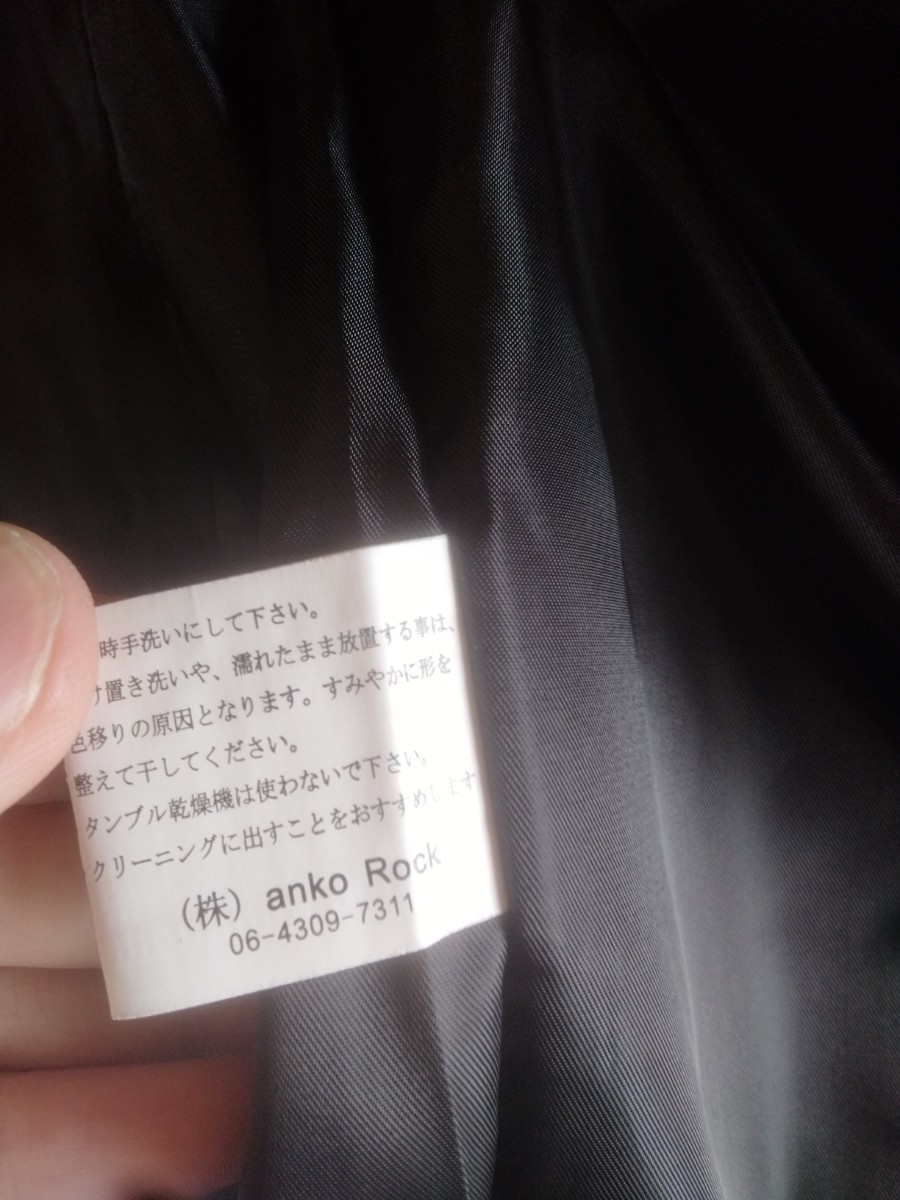 時手洗いにして下さい。
け置き洗いや、濡れたまま放置する事は、
色移りの原因となります。すみやかに形を
整えて干してください。
タンブル乾燥機は使わないで下さい。
クリーニングに出すことをおすすめします
(株) anko Rock
06-4309-7311